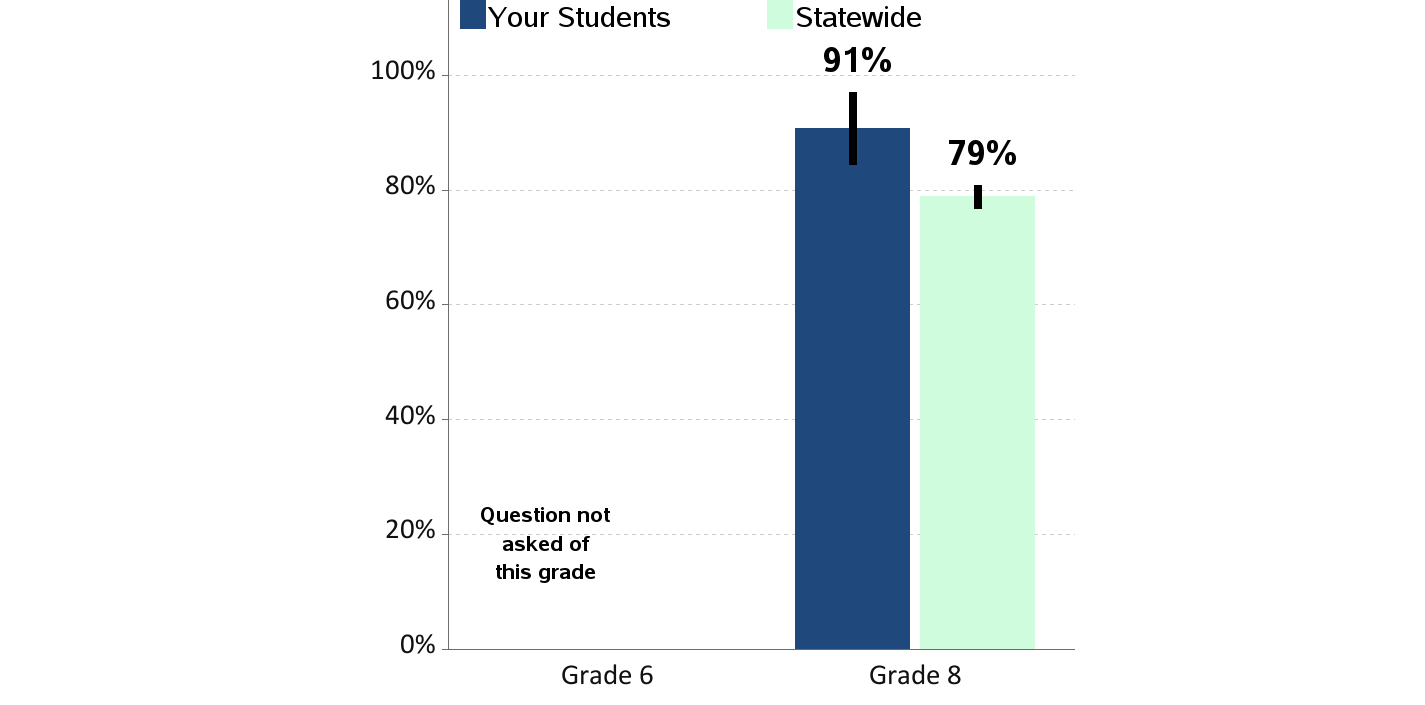 Your Students Statewide
91%
100%
79%
80%
60%
40%
Question not
20%
asked of
this grade
0%
Grade 6 Grade 8